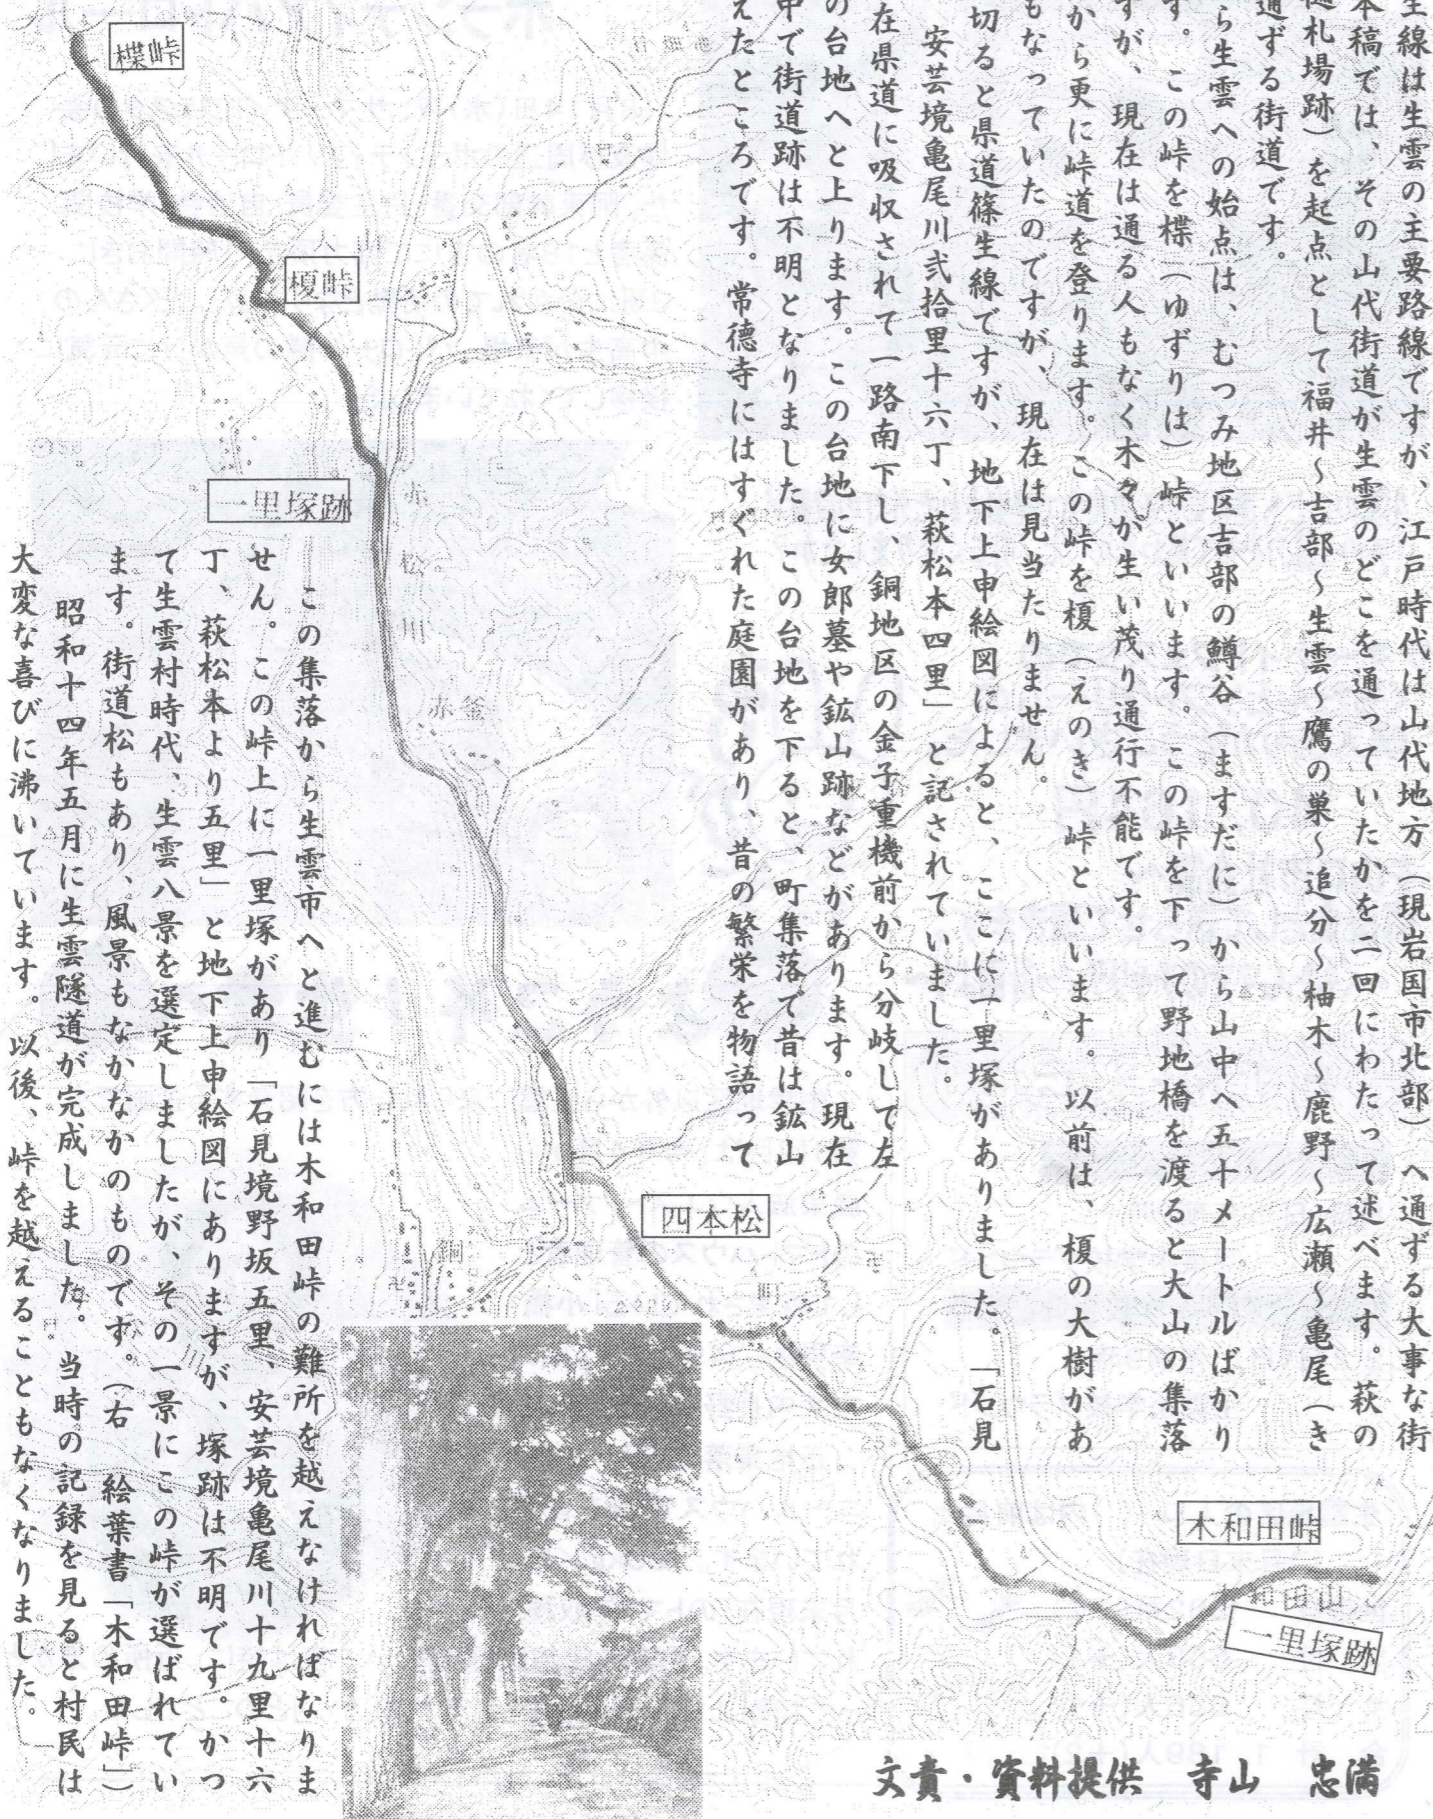 生線は生雲の主要路線ですが、江戸時代は山代地方（現岩国市北部）へ通ずる大事な街
本稿では、その山代街道が生雲のどこを通っていたかを二回にわたって述べます。萩の
札場跡）を起点として福井～吉部～生雲～鷹の巣～追分～柚木～鹿野～広瀬～亀尾（き
通ずる街道です。
ら生雲への始点は、むつみ地区吉部の鱒谷（ますだに）から山中へ五十メートルばかり
す。この峠を楪（ゆずりは）峠といいます。この峠を下って野地橋を渡ると大山の集落
すが、現在は通る人もなく木々が生い茂り通行不能です。
から更に峠道を登ります。この峠を榎（えのき）峠といいます。以前は、榎の大樹があ
もなっていたのですが、現在は見当たりません。
切ると県道篠生線ですが、地下上申絵図によると、ここに一里塚がありました。「石見
安芸境亀尾川弐拾里十六丁、萩松本四里」と記されていました。
在県道に吸収されて一路南下し、銅地区の金子重機前から分岐して左
の台地へと上ります。この台地に女郎墓や鉱山跡などがあります。現在
中で街道跡は不明となりました。この台地を下ると、町集落で昔は鉱山
えたところです。常徳寺にはすぐれた庭園があり、昔の繁栄を物語って
楪峠
榎峠
一里塚跡
赤松川
赤釜
四本松
銅
町
木和田峠
木和田山
一里塚跡
この集落から生雲市へと進むには木和田峠の難所を越えなければなりま
せん。この峠上に一里塚があり「石見境野坂五里、安芸境亀尾川十九里十六
丁、萩松本より五里」と地下上申絵図にありますが、塚跡は不明です。かつ
て生雲村時代、生雲八景を選定しましたが、その一景にこの峠が選ばれてい
ます。街道松もあり、風景もなかなかのものです。（右　絵葉書「木和田峠」）
昭和十四年五月に生雲隧道が完成しました。当時の記録を見ると村民は
大変な喜びに沸いています。以後、峠を越えることもなくなりました。
文責・資料提供　寺山　忠満